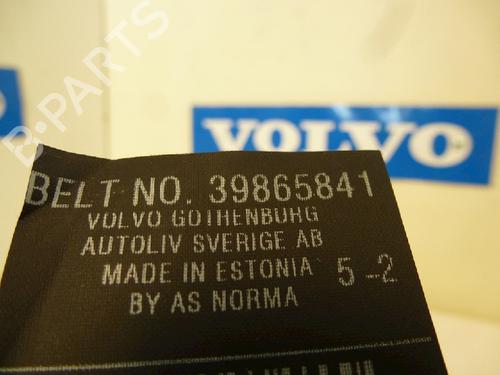 B-PARTS
VOLVO
BELT NO. 39865841
VOLVO GOTHENBURG
AUTOLIV SVERIGE AB
MADE IN ESTONIA 5-2
BY AS NORMA